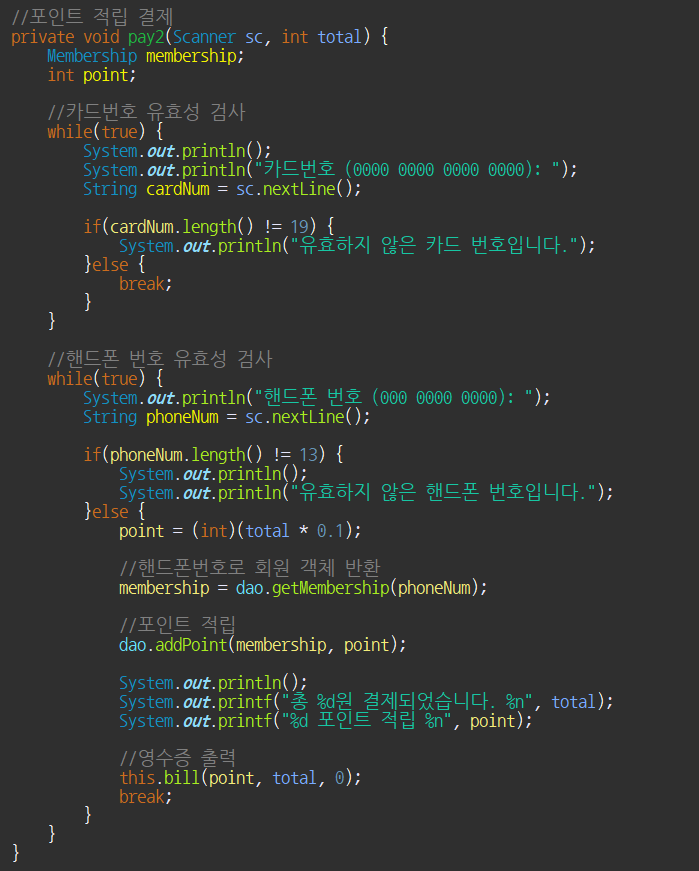 //포인트 적립 결제
private void pay2(Scanner sc, int total) {
    Membership membership;
    int point;

    //카드번호 유효성 검사
    while(true) {
        System.out.println();
        System.out.println("카드번호 (0000 0000 0000 0000): ");
        String cardNum = sc.nextLine();

        if(cardNum.length() != 19) {
            System.out.println("유효하지 않은 카드 번호입니다.");
        }else {
            break;
        }
    }

    //핸드폰 번호 유효성 검사
    while(true) {
        System.out.println("핸드폰 번호 (000 0000 0000): ");
        String phoneNum = sc.nextLine();

        if(phoneNum.length() != 13) {
            System.out.println();
            System.out.println("유효하지 않은 핸드폰 번호입니다.");
        }else {
            point = (int)(total * 0.1);

            //핸드폰번호로 회원 객체 반환
            membership = dao.getMembership(phoneNum);

            //포인트 적립
            dao.addPoint(membership, point);

            System.out.println();
            System.out.printf("총 %d원 결제되었습니다. %n", total);
            System.out.printf("%d 포인트 적립 %n", point);

            //영수증 출력
            this.bill(point, total, 0);
            break;
        }
    }
}